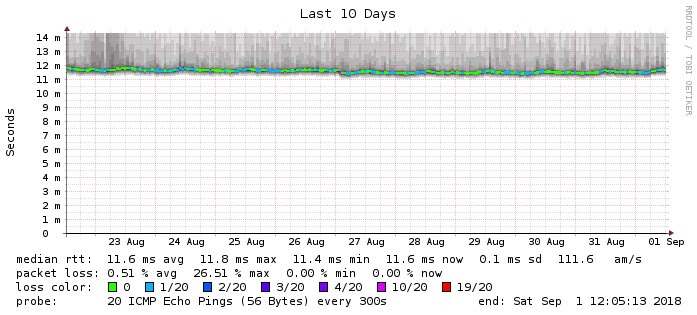 Last 10 Days
RRDTOOL / TOBI OETIKER
Seconds
14 m
13 m
12 m
11 m
10 m
9 m
8 m
7 m
6 m
5 m
4 m
3 m
2 m
1 m
0
23 Aug 24 Aug 25 Aug 26 Aug 27 Aug 28 Aug 29 Aug 30 Aug 31 Aug 01 Sep
median rtt: 11.6 ms avg 11.8 ms max 11.4 ms min 11.6 ms now 0.1 ms sd 111.6 am/s
packet loss: 0.51 % avg 26.51 % max 0.00 % min 0.00 % now
loss color: 0 1/20 2/20 3/20 4/20 10/20 19/20
probe: 20 ICMP Echo Pings (56 Bytes) every 300s end: Sat Sep 1 12:05:13 2018